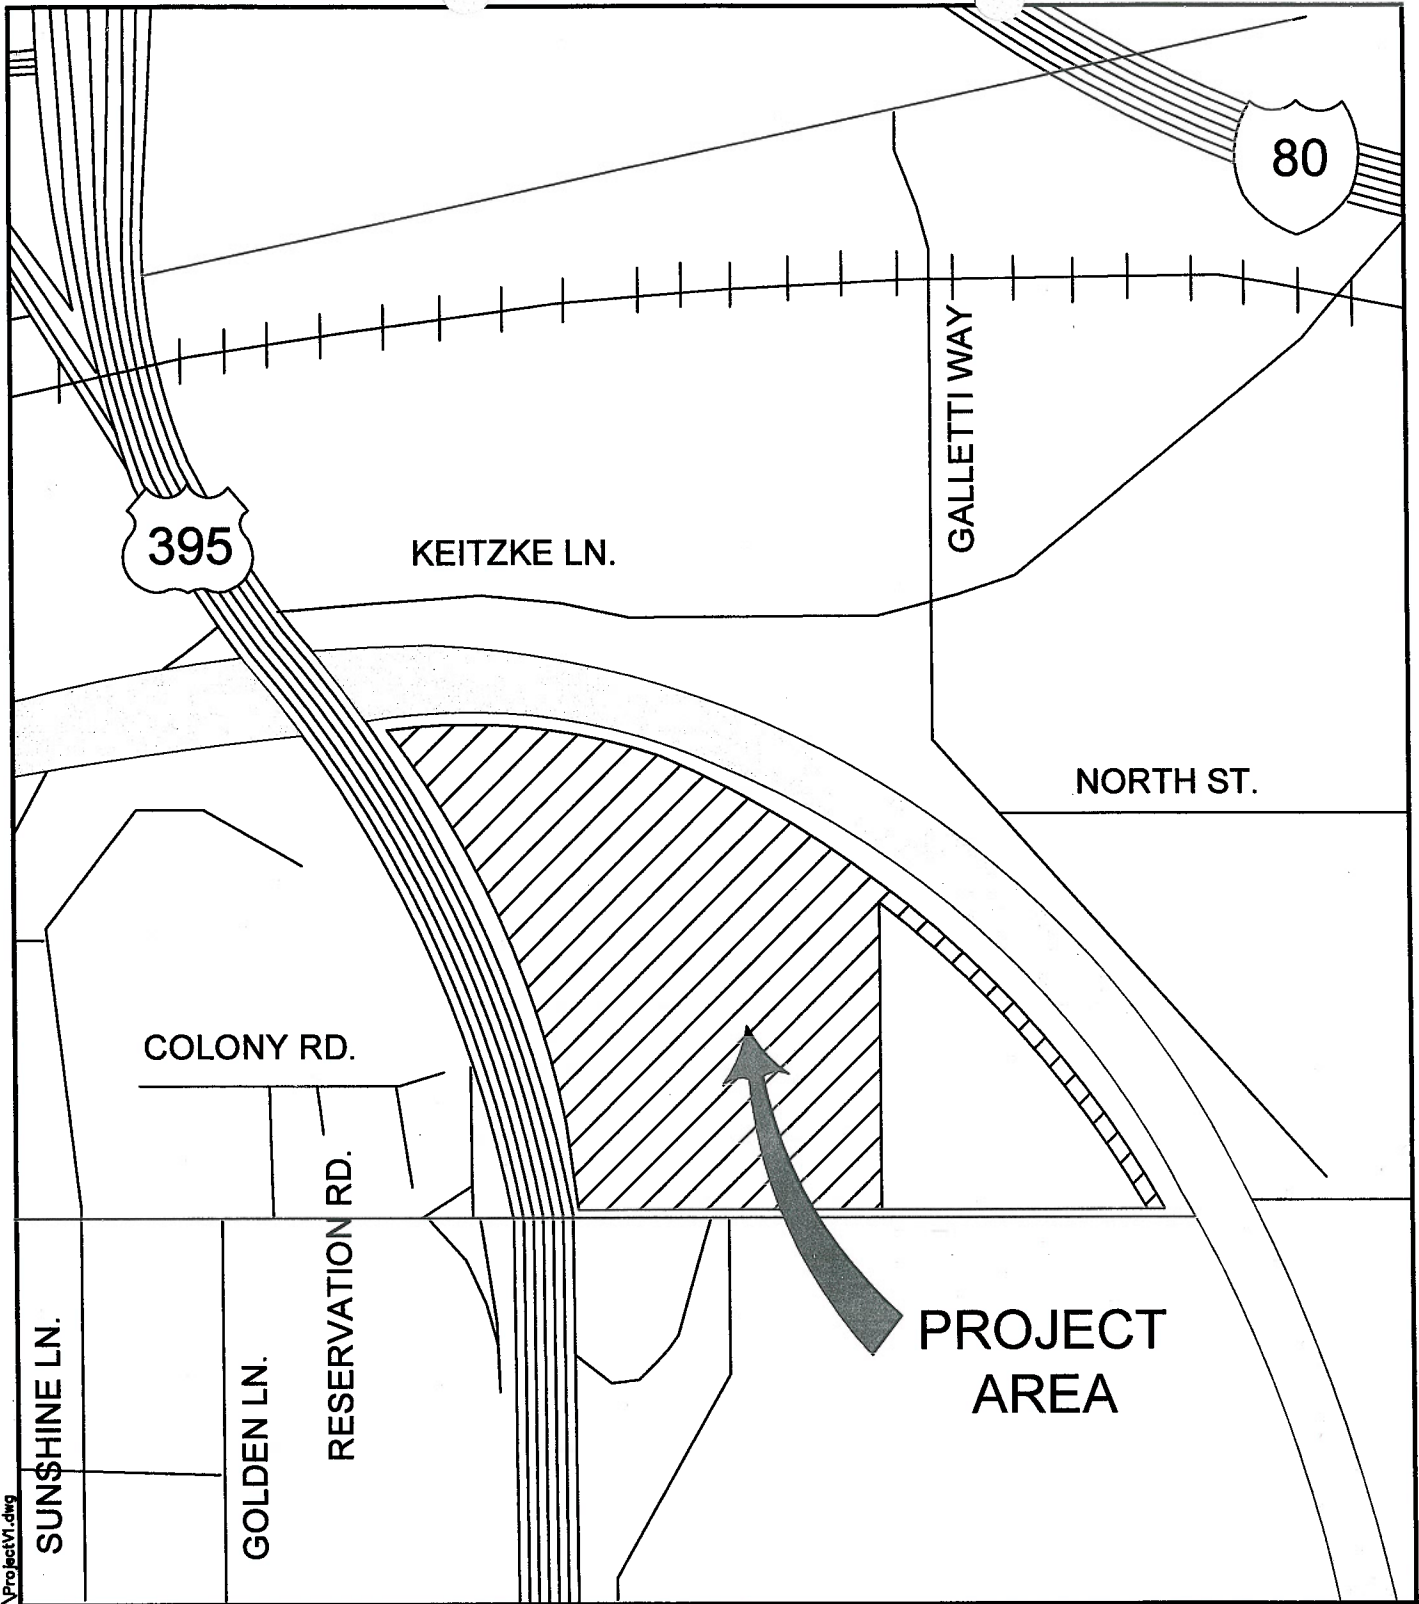 80
GALLETTI WAY
395
KEITZKE LN.
NORTH ST.
COLONY RD.
RESERVATION RD.
PROJECT
AREA
SUNSHINE LN.
GOLDEN LN.
\ProjectV1.dwg